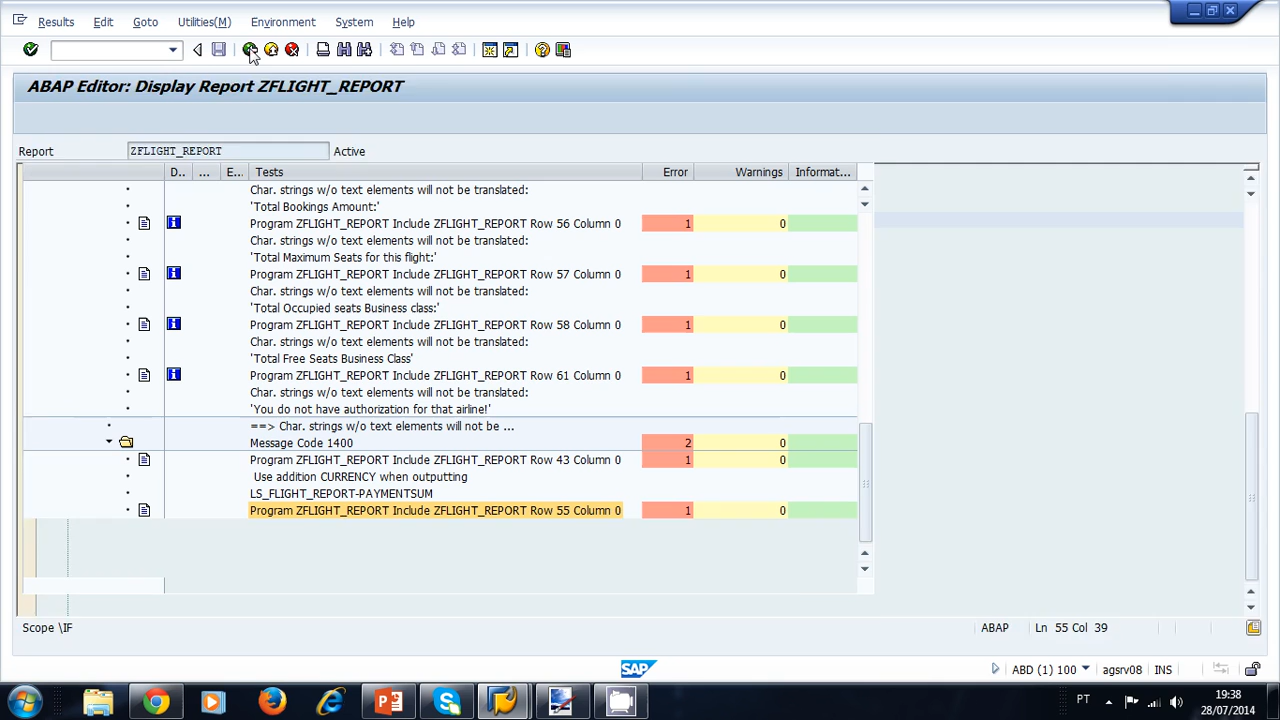 Results Edit Goto Utilities(M) Environment System Help
ABAP Editor: Display Report ZFLIGHT_REPORT
Report ZFLIGHT_REPORT Active
D.. ... E... Tests Error Warnings Informat...
Char. strings w/o text elements will not be translated:
'Total Bookings Amount:'
Program ZFLIGHT_REPORT Include ZFLIGHT_REPORT Row 56 Column 0 1 0
Char. strings w/o text elements will not be translated:
'Total Maximum Seats for this flight:'
Program ZFLIGHT_REPORT Include ZFLIGHT_REPORT Row 57 Column 0 1 0
Char. strings w/o text elements will not be translated:
'Total Occupied seats Business class:'
Program ZFLIGHT_REPORT Include ZFLIGHT_REPORT Row 58 Column 0 1 0
Char. strings w/o text elements will not be translated:
'Total Free Seats Business Class'
Program ZFLIGHT_REPORT Include ZFLIGHT_REPORT Row 61 Column 0 1 0
Char. strings w/o text elements will not be translated:
'You do not have authorization for that airline!'
==> Char. strings w/o text elements will not be ...
Message Code 1400 2 0
Program ZFLIGHT_REPORT Include ZFLIGHT_REPORT Row 43 Column 0 1 0
Use addition CURRENCY when outputting
LS_FLIGHT_REPORT-PAYMENTSUM
Program ZFLIGHT_REPORT Include ZFLIGHT_REPORT Row 55 Column 0 1 0
Scope \IF ABAP Ln 55 Col 39
SAP ABD (1) 100 agsrv08 INS
PT 19:38
28/07/2014